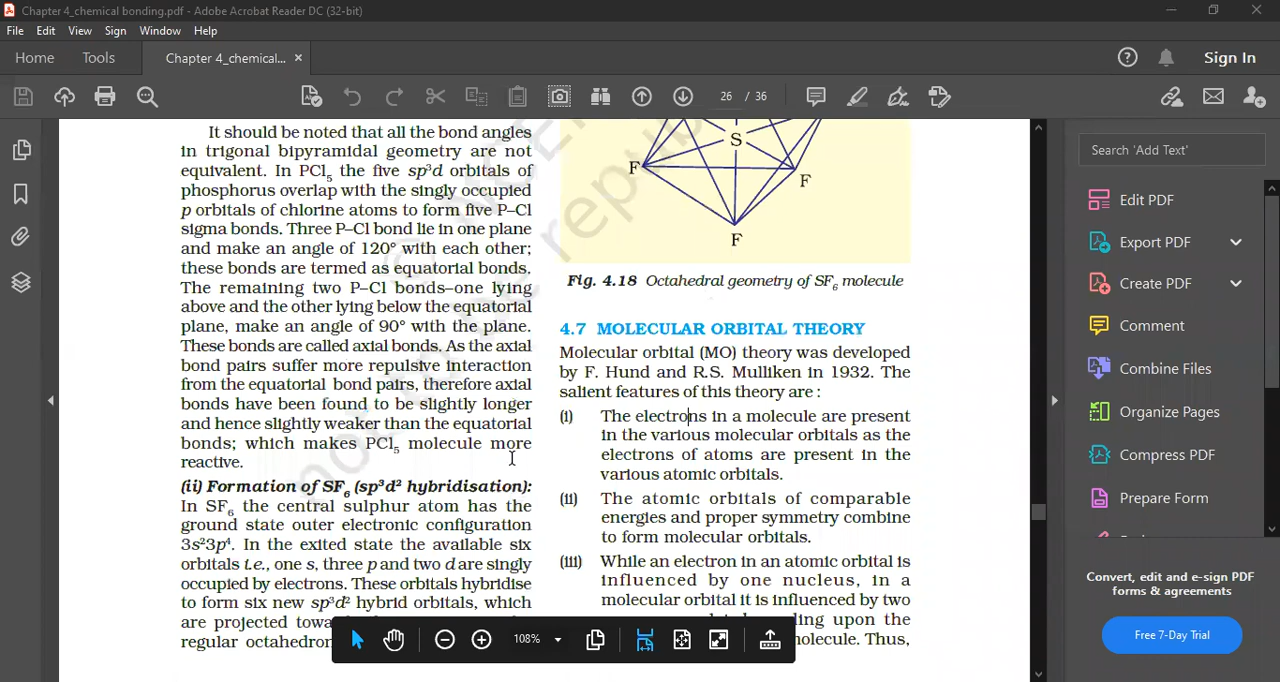 Chapter 4_chemical bonding.pdf - Adobe Acrobat Reader DC (32-bit)
File Edit View Sign Window Help
Home Tools Chapter 4_chemical... × Sign In
26 / 36
It should be noted that all the bond angles
in trigonal bipyramidal geometry are not
equivalent. In PCl₅ the five sp³d orbitals of
phosphorus overlap with the singly occupied
p orbitals of chlorine atoms to form five P–Cl
sigma bonds. Three P–Cl bond lie in one plane
and make an angle of 120° with each other;
these bonds are termed as equatorial bonds.
The remaining two P–Cl bonds–one lying
above and the other lying below the equatorial
plane, make an angle of 90° with the plane.
These bonds are called axial bonds. As the axial
bond pairs suffer more repulsive interaction
from the equatorial bond pairs, therefore axial
bonds have been found to be slightly longer
and hence slightly weaker than the equatorial
bonds; which makes PCl₅ molecule more
reactive.
(ii) Formation of SF₆ (sp³d² hybridisation):
In SF₆ the central sulphur atom has the
ground state outer electronic configuration
3s²3p⁴. In the exited state the available six
orbitals i.e., one s, three p and two d are singly
occupied by electrons. These orbitals hybridise
to form six new sp³d² hybrid orbitals, which
are projected
regular octahedron
S
F
F
F
Fig. 4.18 Octahedral geometry of SF₆ molecule
4.7 MOLECULAR ORBITAL THEORY
Molecular orbital (MO) theory was developed
by F. Hund and R.S. Mulliken in 1932. The
salient features of this theory are :
(i) The electrons in a molecule are present
in the various molecular orbitals as the
electrons of atoms are present in the
various atomic orbitals.
(ii) The atomic orbitals of comparable
energies and proper symmetry combine
to form molecular orbitals.
(iii) While an electron in an atomic orbital is
influenced by one nucleus, in a
molecular orbital it is influenced by two
upon the
molecule. Thus,
108%
Search 'Add Text'
Edit PDF
Export PDF
Create PDF
Comment
Combine Files
Organize Pages
Compress PDF
Prepare Form
Convert, edit and e-sign PDF
forms & agreements
Free 7-Day Trial